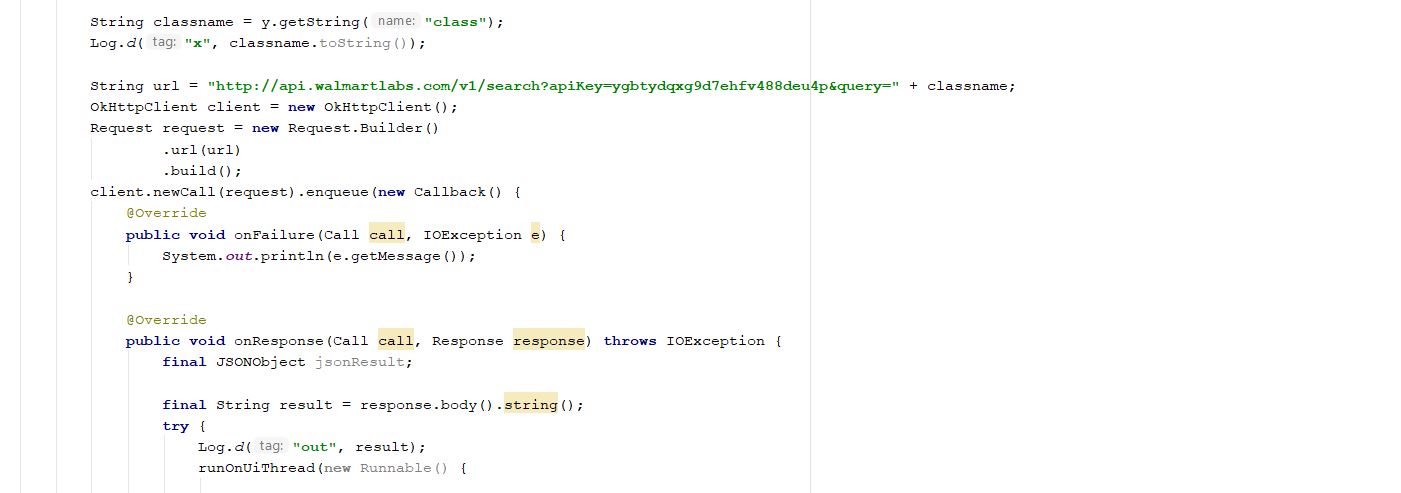 String classname = y.getString( name: "class");
Log.d( tag: "x", classname.toString());
String url = "http://api.walmartlabs.com/v1/search?apiKey=ygbtydqxg9d7ehfv488deu4p&query=" + classname;
OkHttpClient client = new OkHttpClient();
Request request = new Request.Builder()
.url(url)
.build();
client.newCall(request).enqueue(new Callback() {
@Override
public void onFailure(Call call, IOException e) {
System.out.println(e.getMessage());
}
@Override
public void onResponse(Call call, Response response) throws IOException {
final JSONObject jsonResult;
final String result = response.body().string();
try {
Log.d( tag: "out", result);
runOnUiThread(new Runnable() {